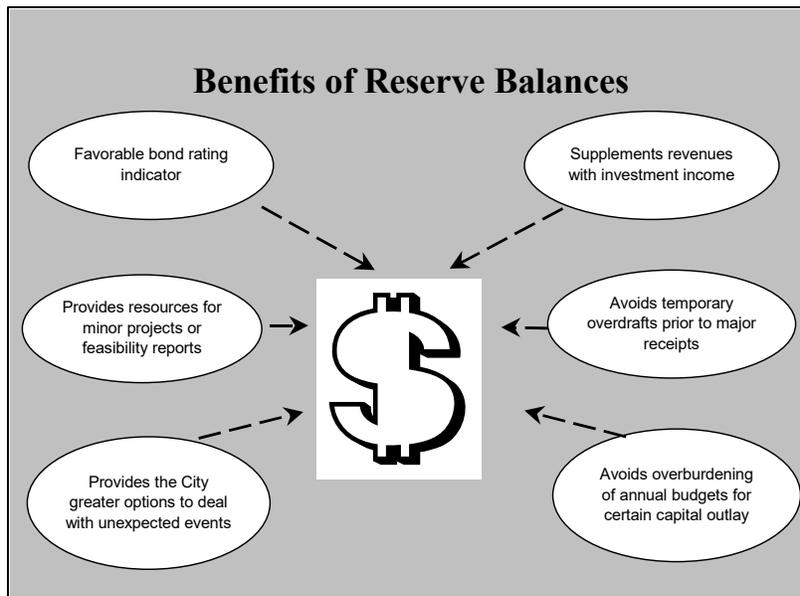 Benefits of Reserve Balances
Favorable bond rating
indicator
Supplements revenues
with investment income
Provides resources for
minor projects or
feasibility reports
Avoids temporary
overdrafts prior to major
receipts
Provides the City
greater options to deal
with unexpected events
Avoids overburdening
of annual budgets for
certain capital outlay
$